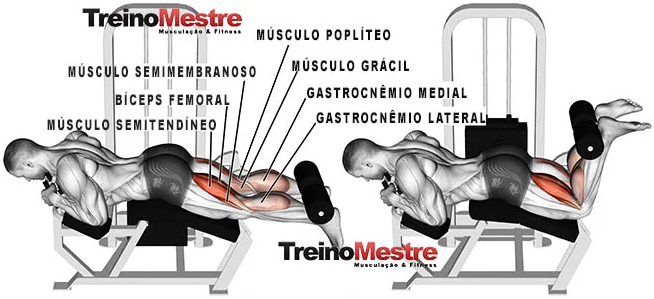 TreinoMestre
Musculação & Fitness
MÚSCULO POPLÍTEO
MÚSCULO SEMIMEMBRANOSO
MÚSCULO GRÁCIL
BÍCEPS FEMORAL
GASTROCNÊMIO MEDIAL
MÚSCULO SEMITENDÍNEO
GASTROCNÊMIO LATERAL
TreinoMestre
Musculação & Fitness